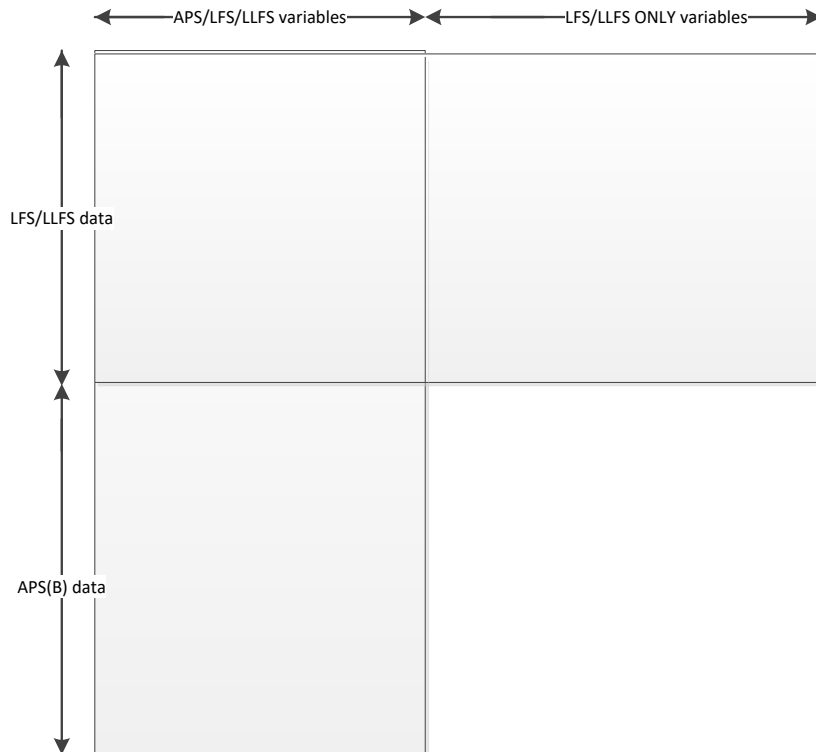 APS/LFS/LLFS variables
LFS/LLFS ONLY variables
LFS/LLFS data
APS(B) data